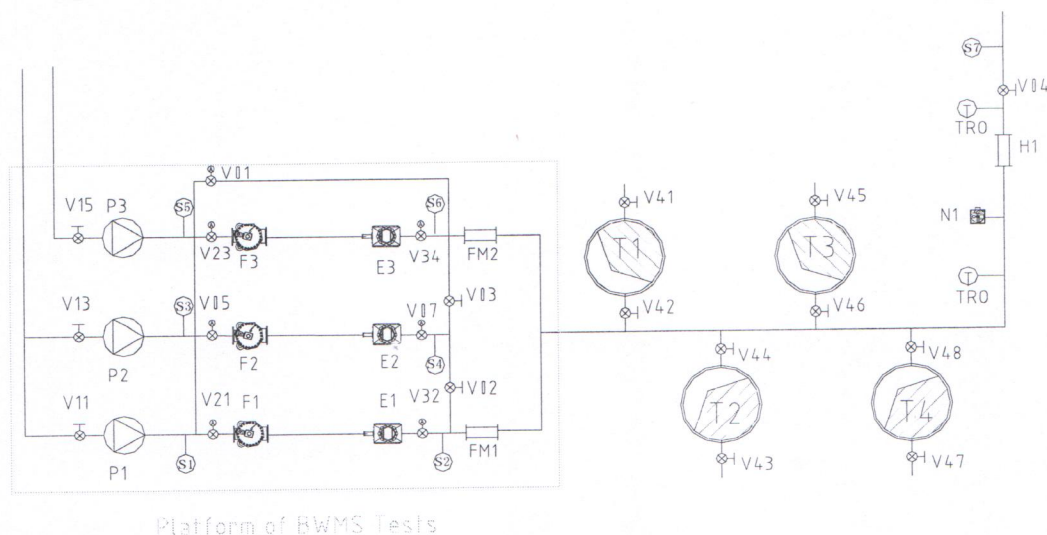 S7
V04
TRO
H1
V01
V15
P3
S5
S6
V41
V45
N1
V23
F3
E3
V34
FM2
T1
T3
TRO
V13
S3
V05
V07
V03
V42
V46
P2
F2
E2
S4
V44
V48
V11
V21
F1
E1
V32
V02
T2
T4
P1
S1
S2
FM1
V43
V47
Platform of BWMS Tests